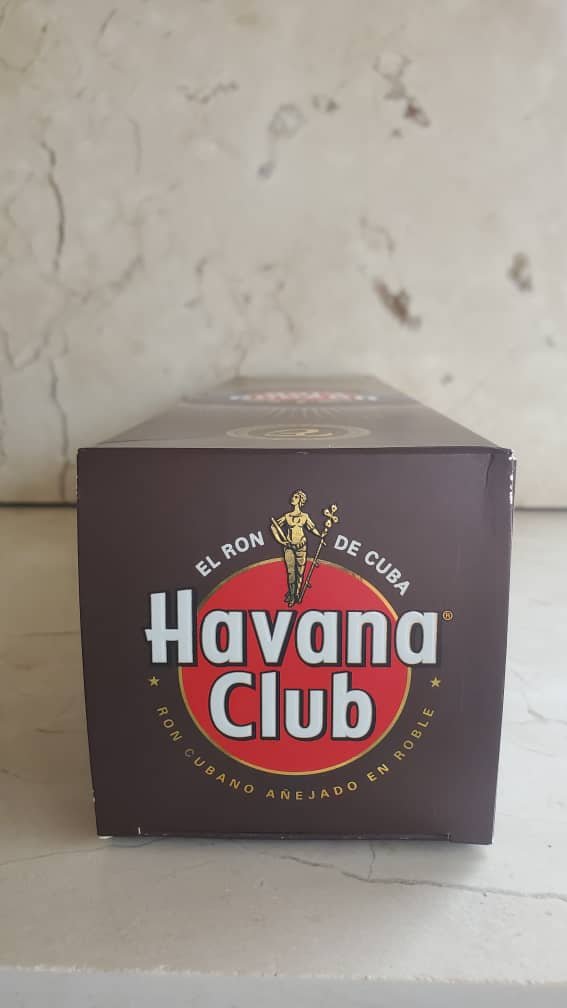 EL RON DE CUBA
Havana®
Club
★ RON CUBANO AÑEJADO EN ROBLE ★